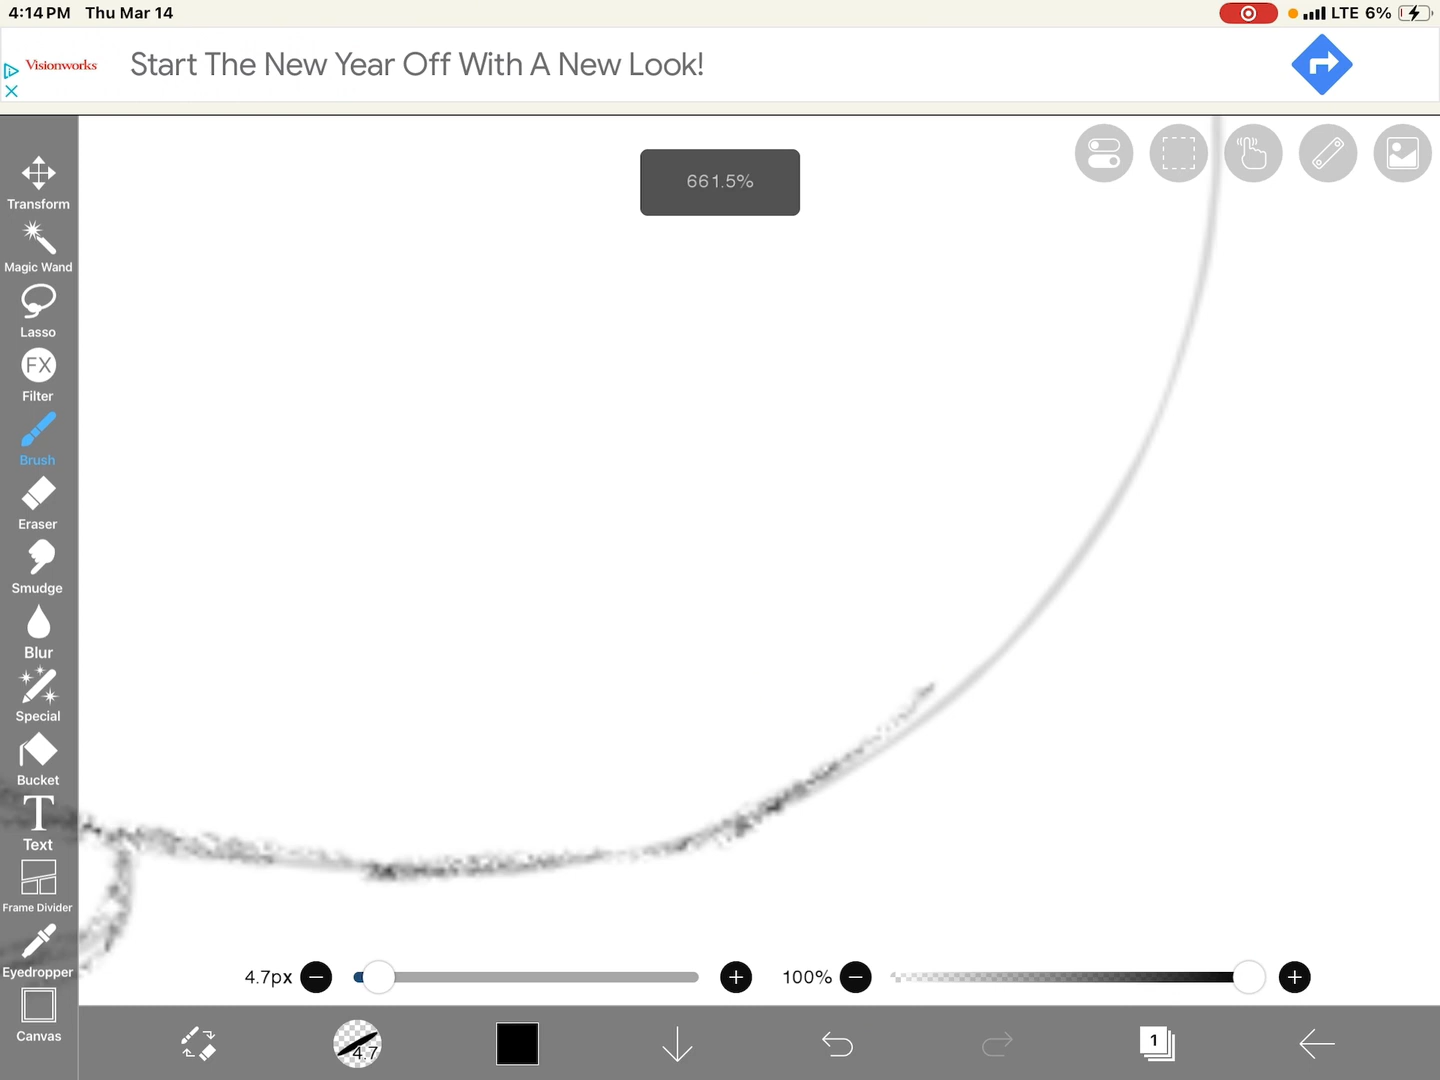 4:14 PM Thu Mar 14
LTE 6%
Visionworks
Start The New Year Off With A New Look!
661.5%
Transform
Magic Wand
Lasso
FX
Filter
Brush
Eraser
Smudge
Blur
Special
Bucket
T
Text
Frame Divider
Eyedropper
Canvas
4.7px
100%
4.7
1